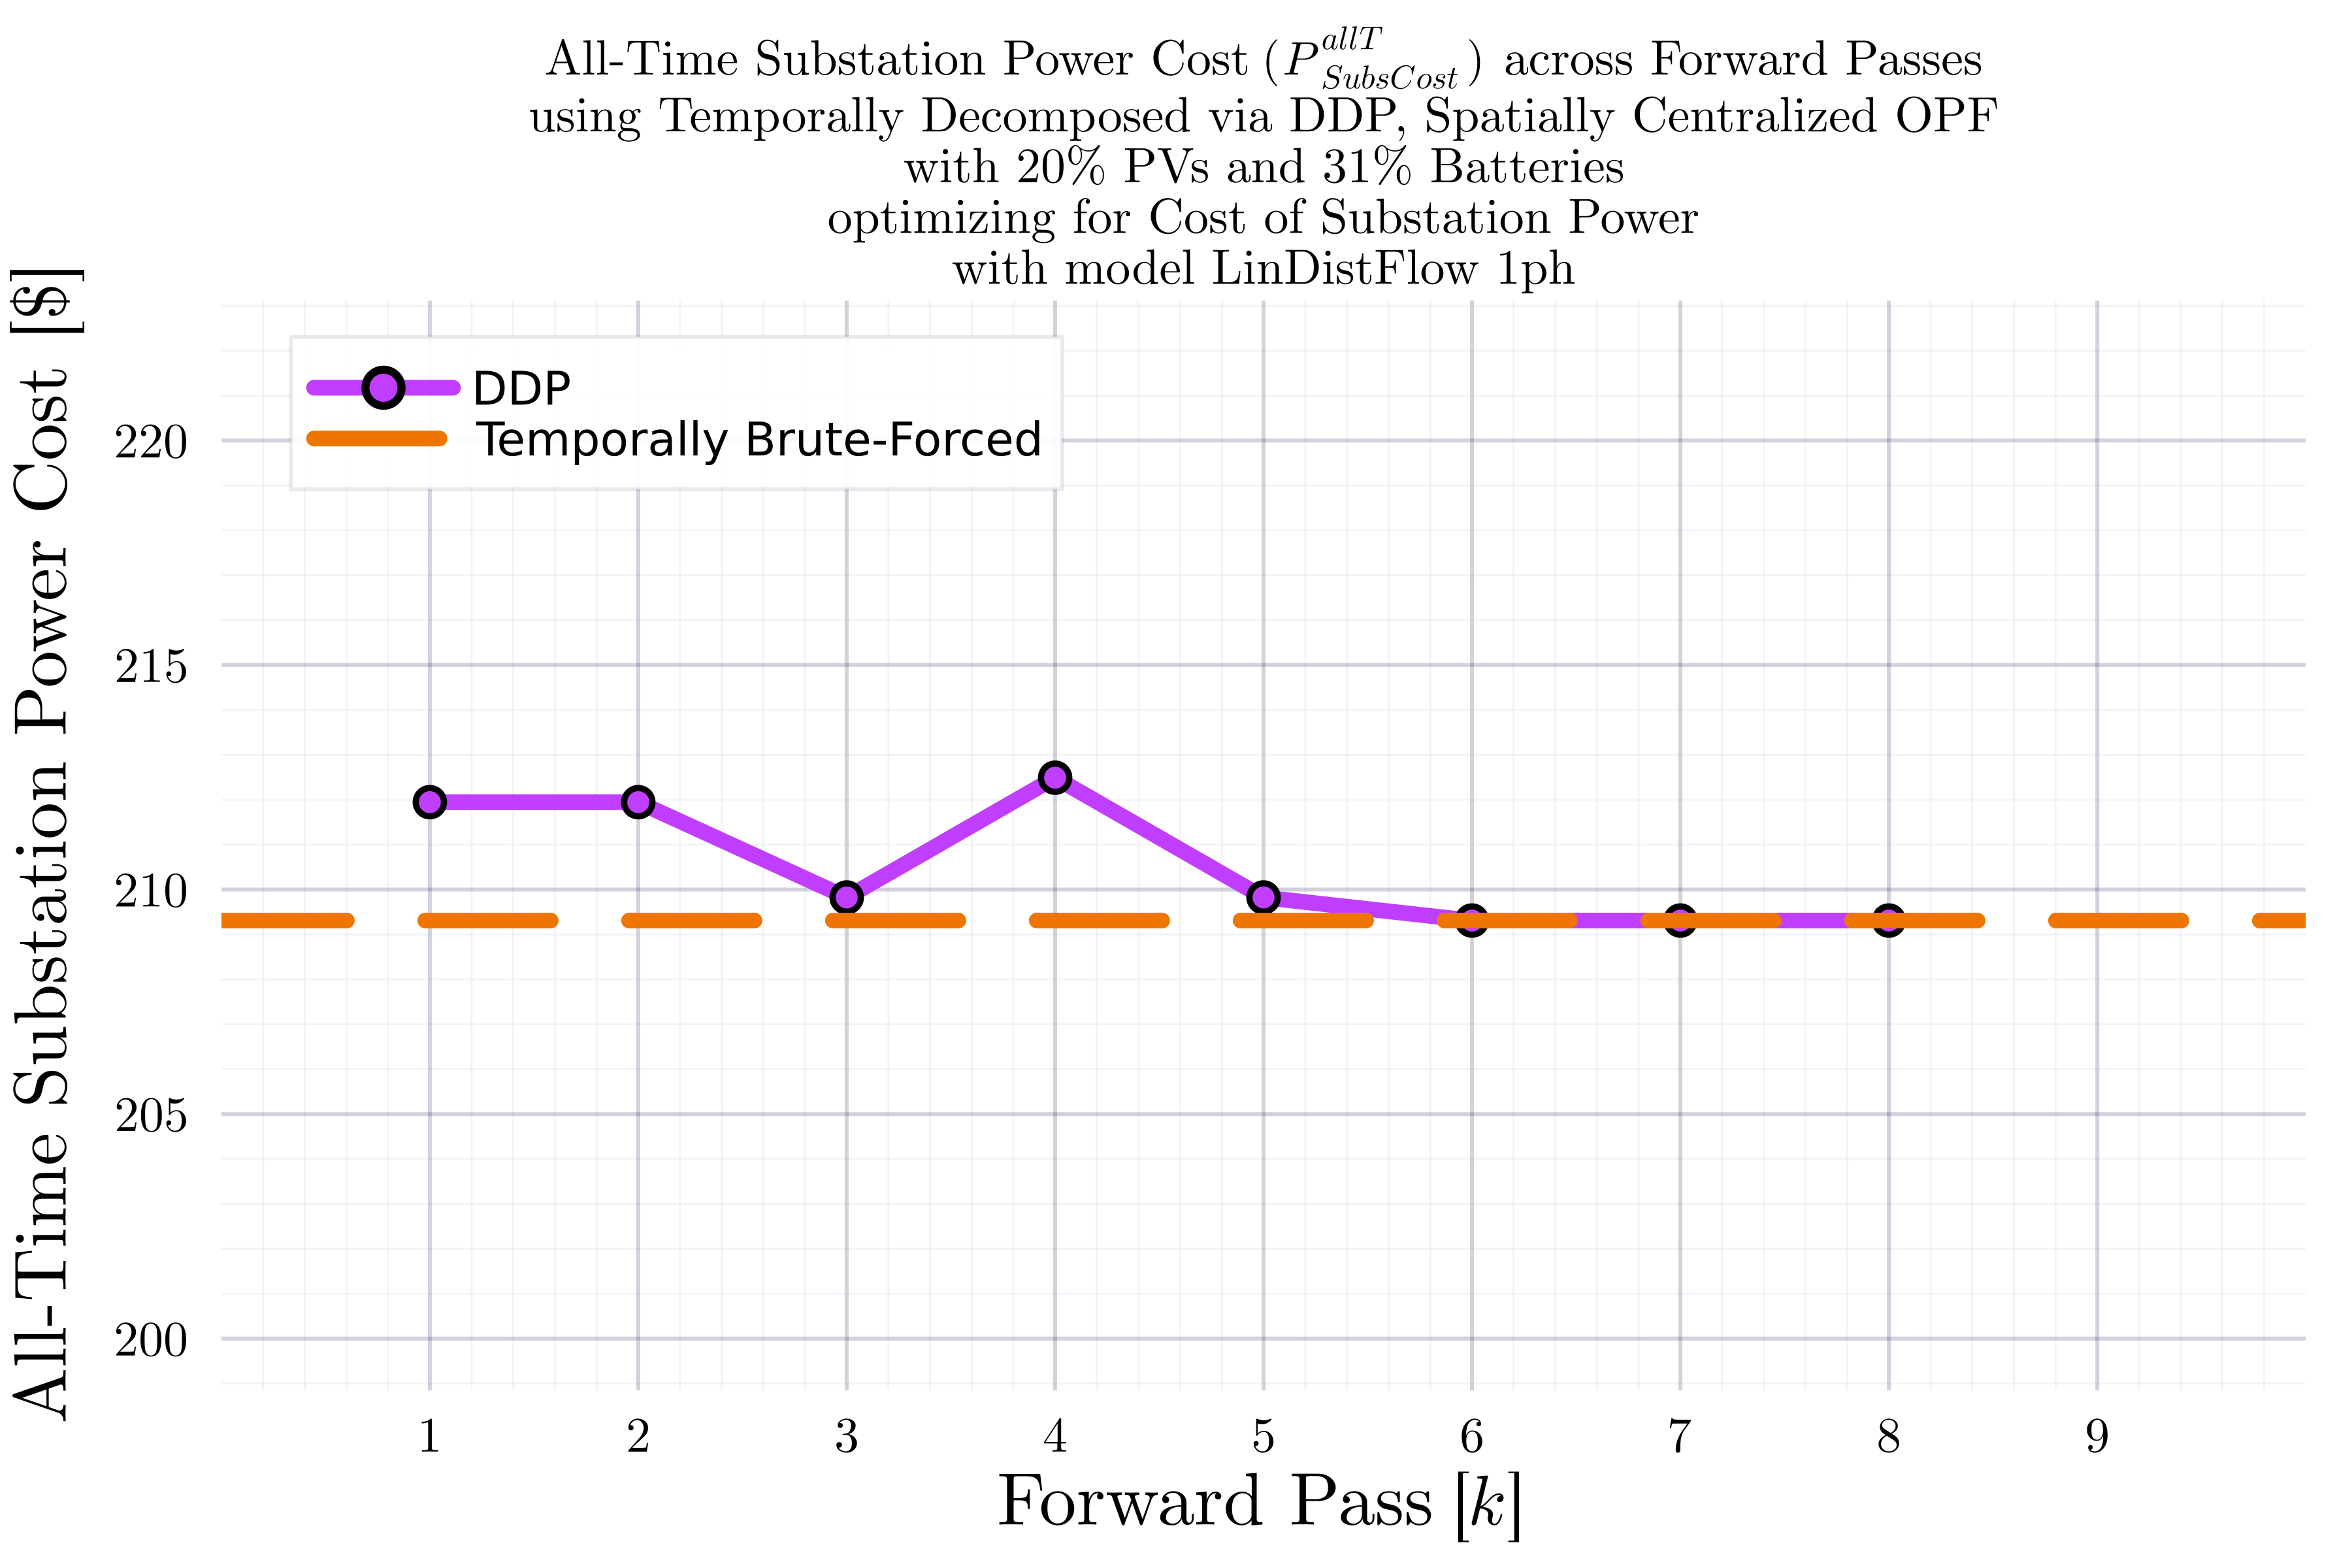 All-Time Substation Power Cost (P^{allT}_{SubsCost}) across Forward Passes
using Temporally Decomposed via DDP, Spatially Centralized OPF
with 20% PVs and 31% Batteries
optimizing for Cost of Substation Power
with model LinDistFlow 1ph
All-Time Substation Power Cost [$]
DDP
Temporally Brute-Forced
220
215
210
205
200
1 2 3 4 5 6 7 8 9
Forward Pass [k]